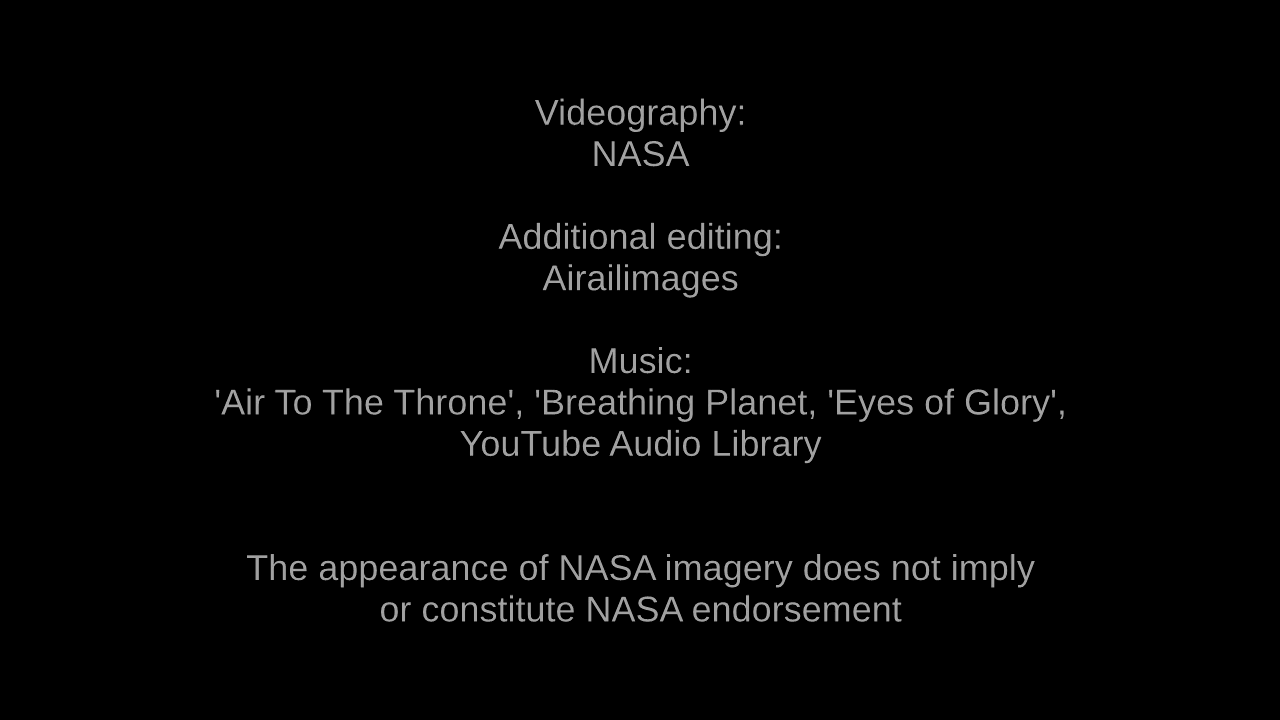 Videography:
NASA
Additional editing:
Airailimages
Music:
'Air To The Throne', 'Breathing Planet, 'Eyes of Glory',
YouTube Audio Library
The appearance of NASA imagery does not imply
or constitute NASA endorsement